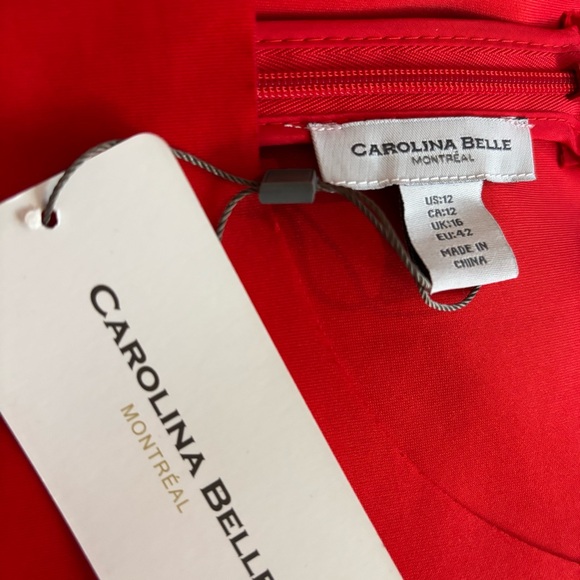 CAROLINA BELLE
MONTRÉAL
US:12
CA:12
UK:16
EU:42
MADE IN
CHINA
CAROLINA BELLE
MONTRÉAL